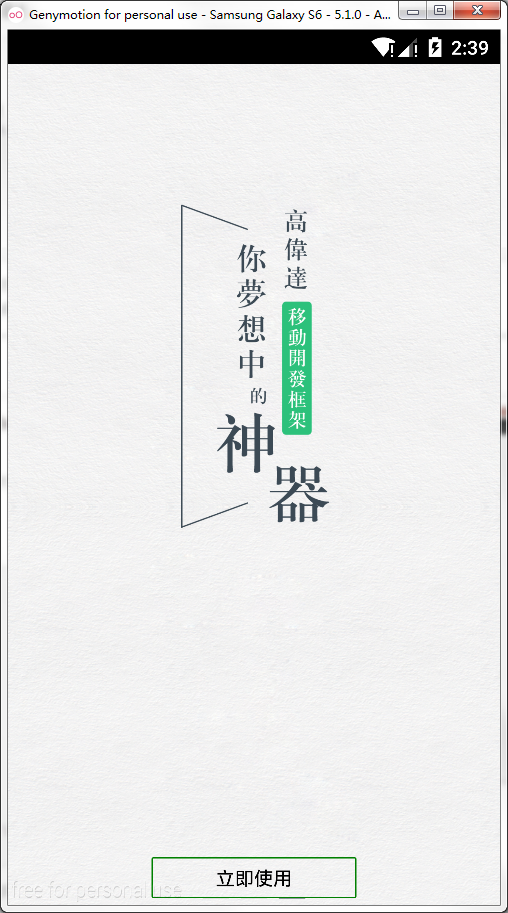 Genymotion for personal use - Samsung Galaxy S6 - 5.1.0 - A...
2:39
高偉達
移動開發框架
你夢想中
的
神
器
free for personal use
立即使用